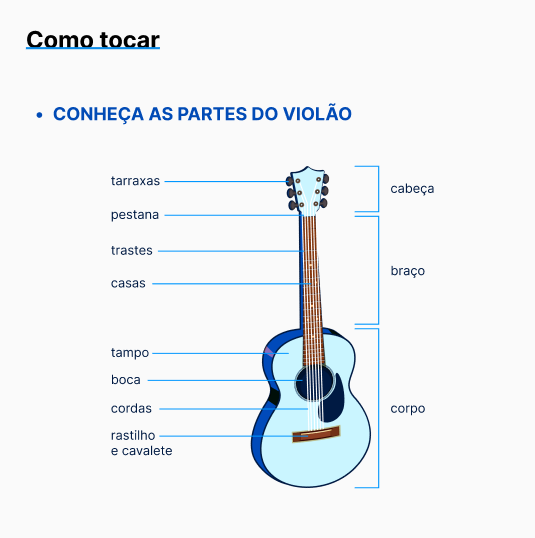 Como tocar
• CONHEÇA AS PARTES DO VIOLÃO
tarraxas
cabeça
pestana
trastes
braço
casas
tampo
boca
cordas
corpo
rastilho
e cavalete